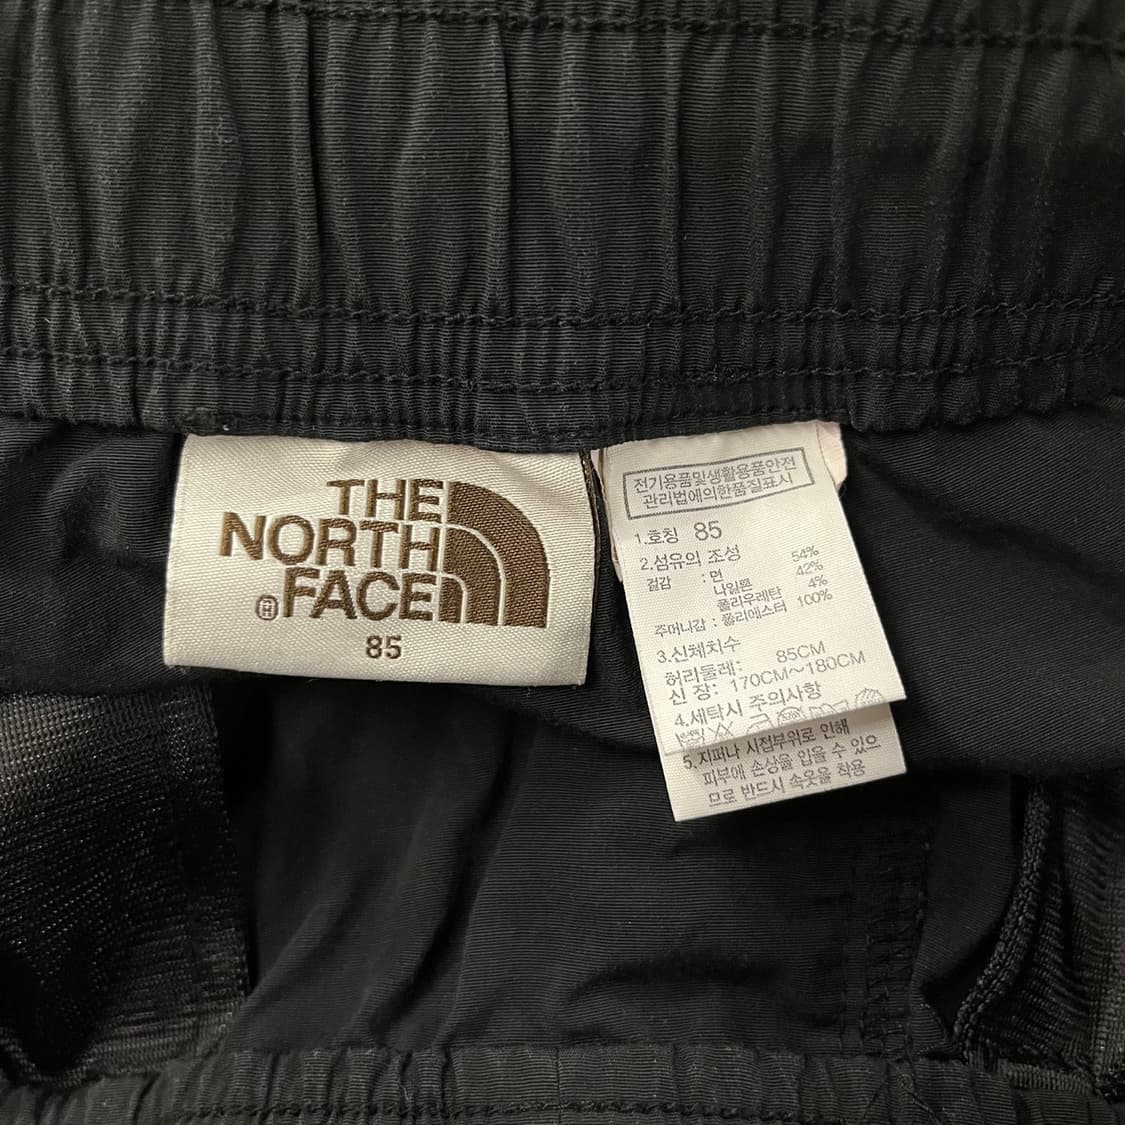 THE
NORTH
FACE
®
85
전기용품및생활용품안전
관리법에의한품질표시
1.호칭 85
2.섬유의 조성
겉감 : 면 54%
나일론 42%
폴리우레탄 4%
주머니감 : 폴리에스터 100%
3.신체치수
허리둘레: 85CM
신 장: 170CM~180CM
4.세탁시 주의사항
5.지퍼나 시접부위로 인해
피부에 손상을 입을 수 있으
므로 반드시 속옷을 착용